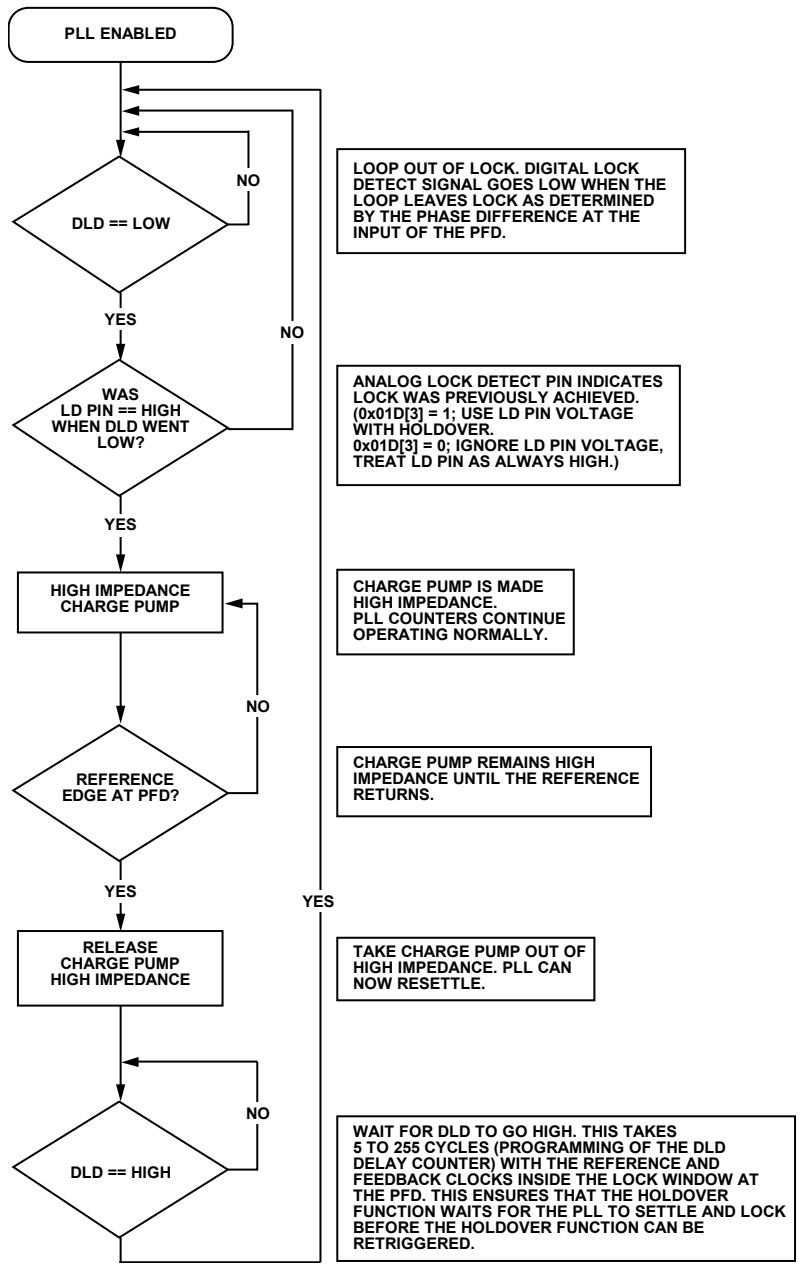 PLL ENABLED
NO
LOOP OUT OF LOCK. DIGITAL LOCK
DETECT SIGNAL GOES LOW WHEN THE
LOOP LEAVES LOCK AS DETERMINED
BY THE PHASE DIFFERENCE AT THE
INPUT OF THE PFD.
DLD == LOW
YES
NO
WAS
LD PIN == HIGH
WHEN DLD WENT
LOW?
ANALOG LOCK DETECT PIN INDICATES
LOCK WAS PREVIOUSLY ACHIEVED.
(0x01D[3] = 1; USE LD PIN VOLTAGE
WITH HOLDOVER.
0x01D[3] = 0; IGNORE LD PIN VOLTAGE,
TREAT LD PIN AS ALWAYS HIGH.)
YES
HIGH IMPEDANCE
CHARGE PUMP
CHARGE PUMP IS MADE
HIGH IMPEDANCE.
PLL COUNTERS CONTINUE
OPERATING NORMALLY.
NO
REFERENCE
EDGE AT PFD?
CHARGE PUMP REMAINS HIGH
IMPEDANCE UNTIL THE REFERENCE
RETURNS.
YES
YES
RELEASE
CHARGE PUMP
HIGH IMPEDANCE
TAKE CHARGE PUMP OUT OF
HIGH IMPEDANCE. PLL CAN
NOW RESETTLE.
NO
DLD == HIGH
WAIT FOR DLD TO GO HIGH. THIS TAKES
5 TO 255 CYCLES (PROGRAMMING OF THE DLD
DELAY COUNTER) WITH THE REFERENCE AND
FEEDBACK CLOCKS INSIDE THE LOCK WINDOW AT
THE PFD. THIS ENSURES THAT THE HOLDOVER
FUNCTION WAITS FOR THE PLL TO SETTLE AND LOCK
BEFORE THE HOLDOVER FUNCTION CAN BE
RETRIGGERED.